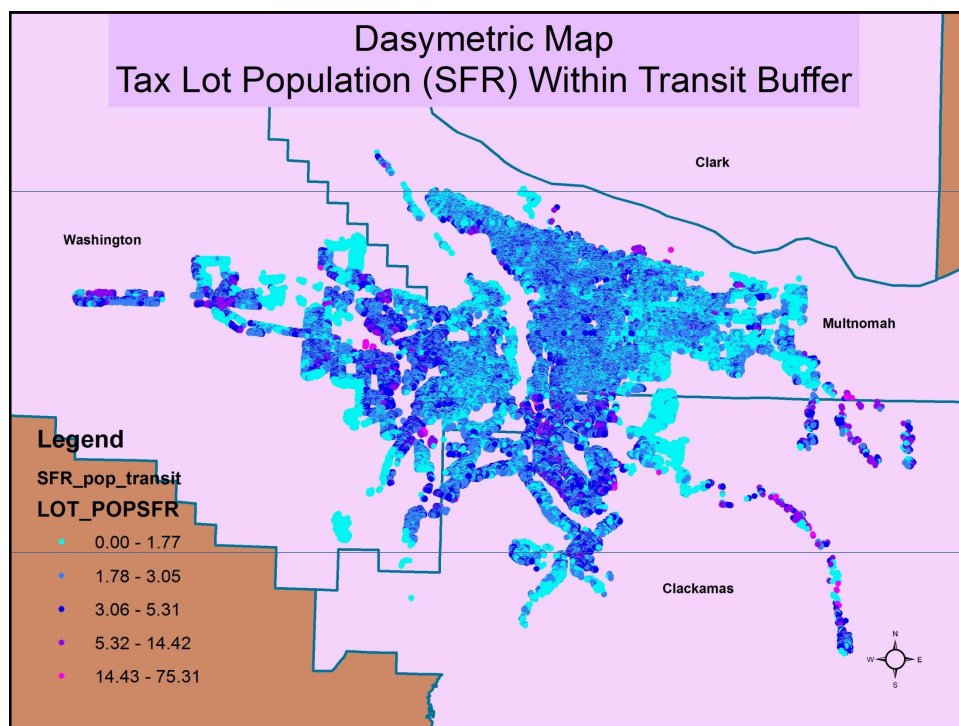 Dasymetric Map
Tax Lot Population (SFR) Within Transit Buffer
Clark
Washington
Multnomah
Legend
SFR_pop_transit
LOT_POPSFR
0.00 - 1.77
1.78 - 3.05
3.06 - 5.31
5.32 - 14.42
14.43 - 75.31
Clackamas
N
W E
S